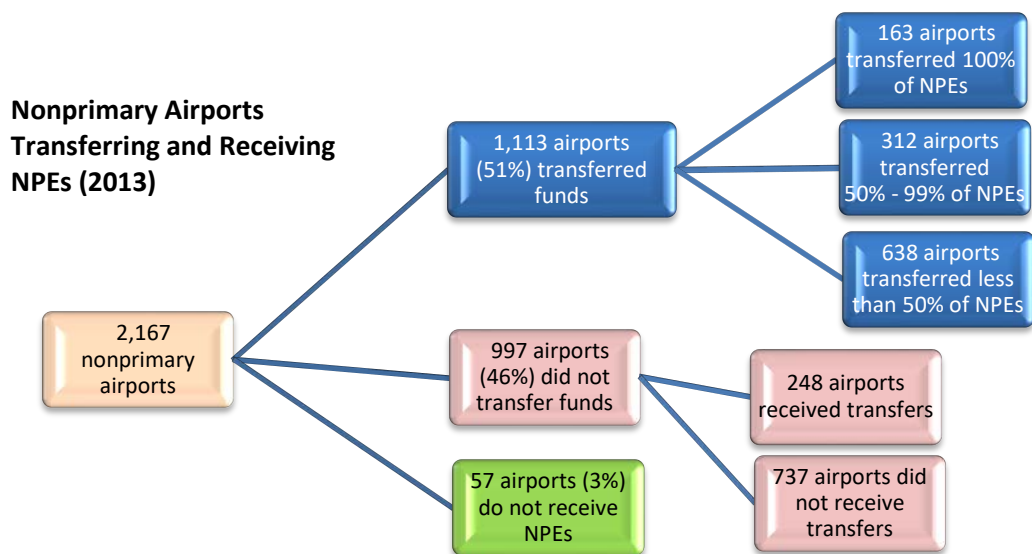 Nonprimary Airports
Transferring and Receiving
NPEs (2013)
2,167
nonprimary
airports
1,113 airports
(51%) transferred
funds
163 airports
transferred 100%
of NPEs
312 airports
transferred
50% - 99% of NPEs
638 airports
transferred less
than 50% of NPEs
997 airports
(46%) did not
transfer funds
248 airports
received transfers
737 airports did
not receive
transfers
57 airports (3%)
do not receive
NPEs